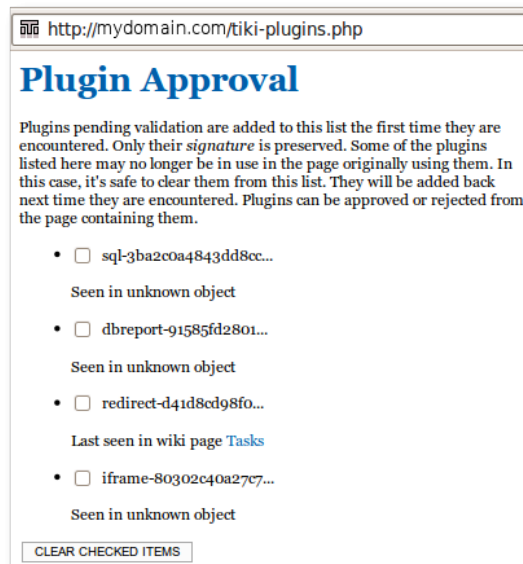 http://mydomain.com/tiki-plugins.php
Plugin Approval
Plugins pending validation are added to this list the first time they are
encountered. Only their signature is preserved. Some of the plugins
listed here may no longer be in use in the page originally using them. In
this case, it's safe to clear them from this list. They will be added back
next time they are encountered. Plugins can be approved or rejected from
the page containing them.
sql-3ba2c0a4843dd8cc...
Seen in unknown object
dbreport-91585fd2801...
Seen in unknown object
redirect-d41d8cd98f0...
Last seen in wiki page Tasks
iframe-80302c40a27c7...
Seen in unknown object
CLEAR CHECKED ITEMS